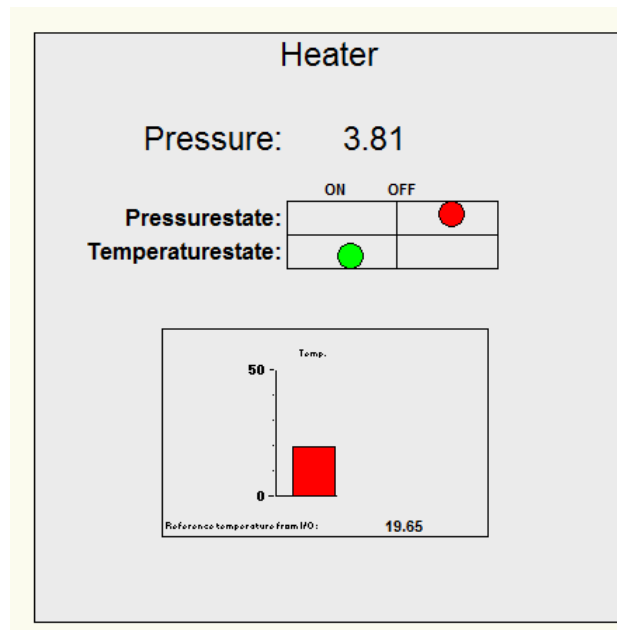 Heater
Pressure: 3.81
ON OFF
Pressurestate:
Temperaturestate:
Temp.
50
0
Reference temperature from I/O: 19.65